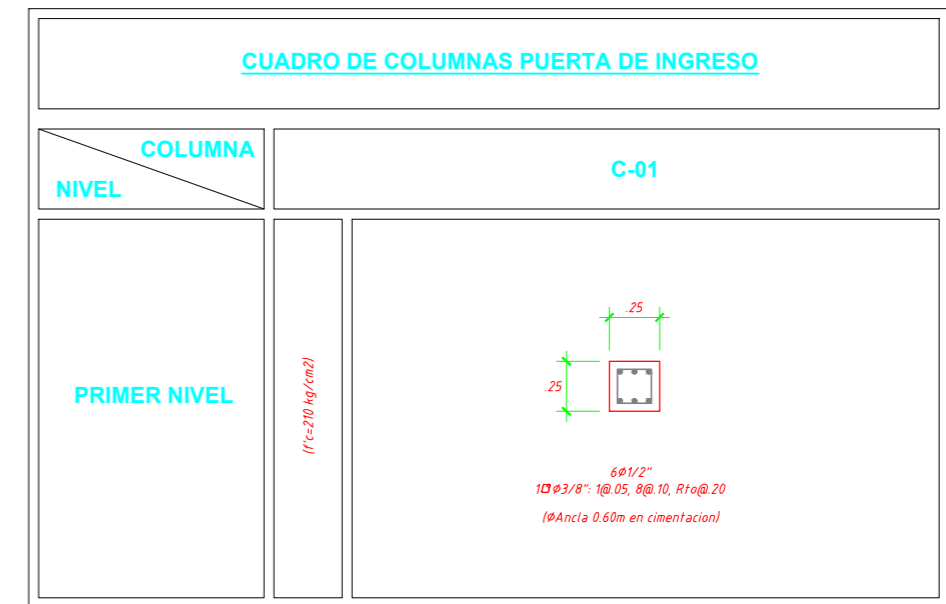 CUADRO DE COLUMNAS PUERTA DE INGRESO
COLUMNA
NIVEL
C-01
PRIMER NIVEL
(f'c=210 kg/cm2)
.25
.25
6Ø1/2"
1 Ø3/8": 1@.05, 8@.10, Rto@.20
(ØAncla 0.60m en cimentacion)